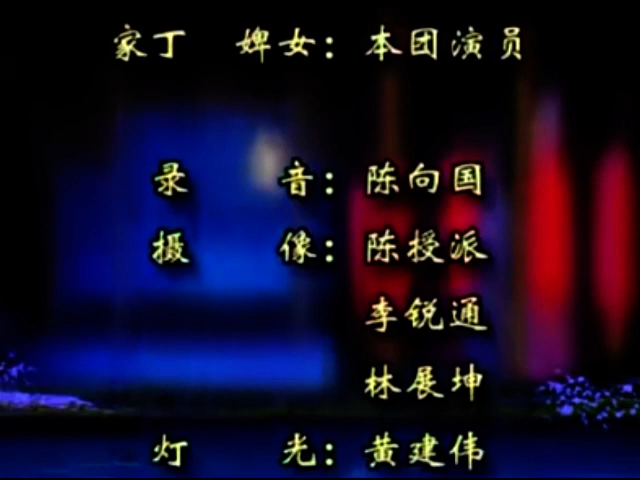 家丁 婢女：本团演员
录 音：陈向国
摄 像：陈授派
李锐通
林展坤
灯 光：黄建伟